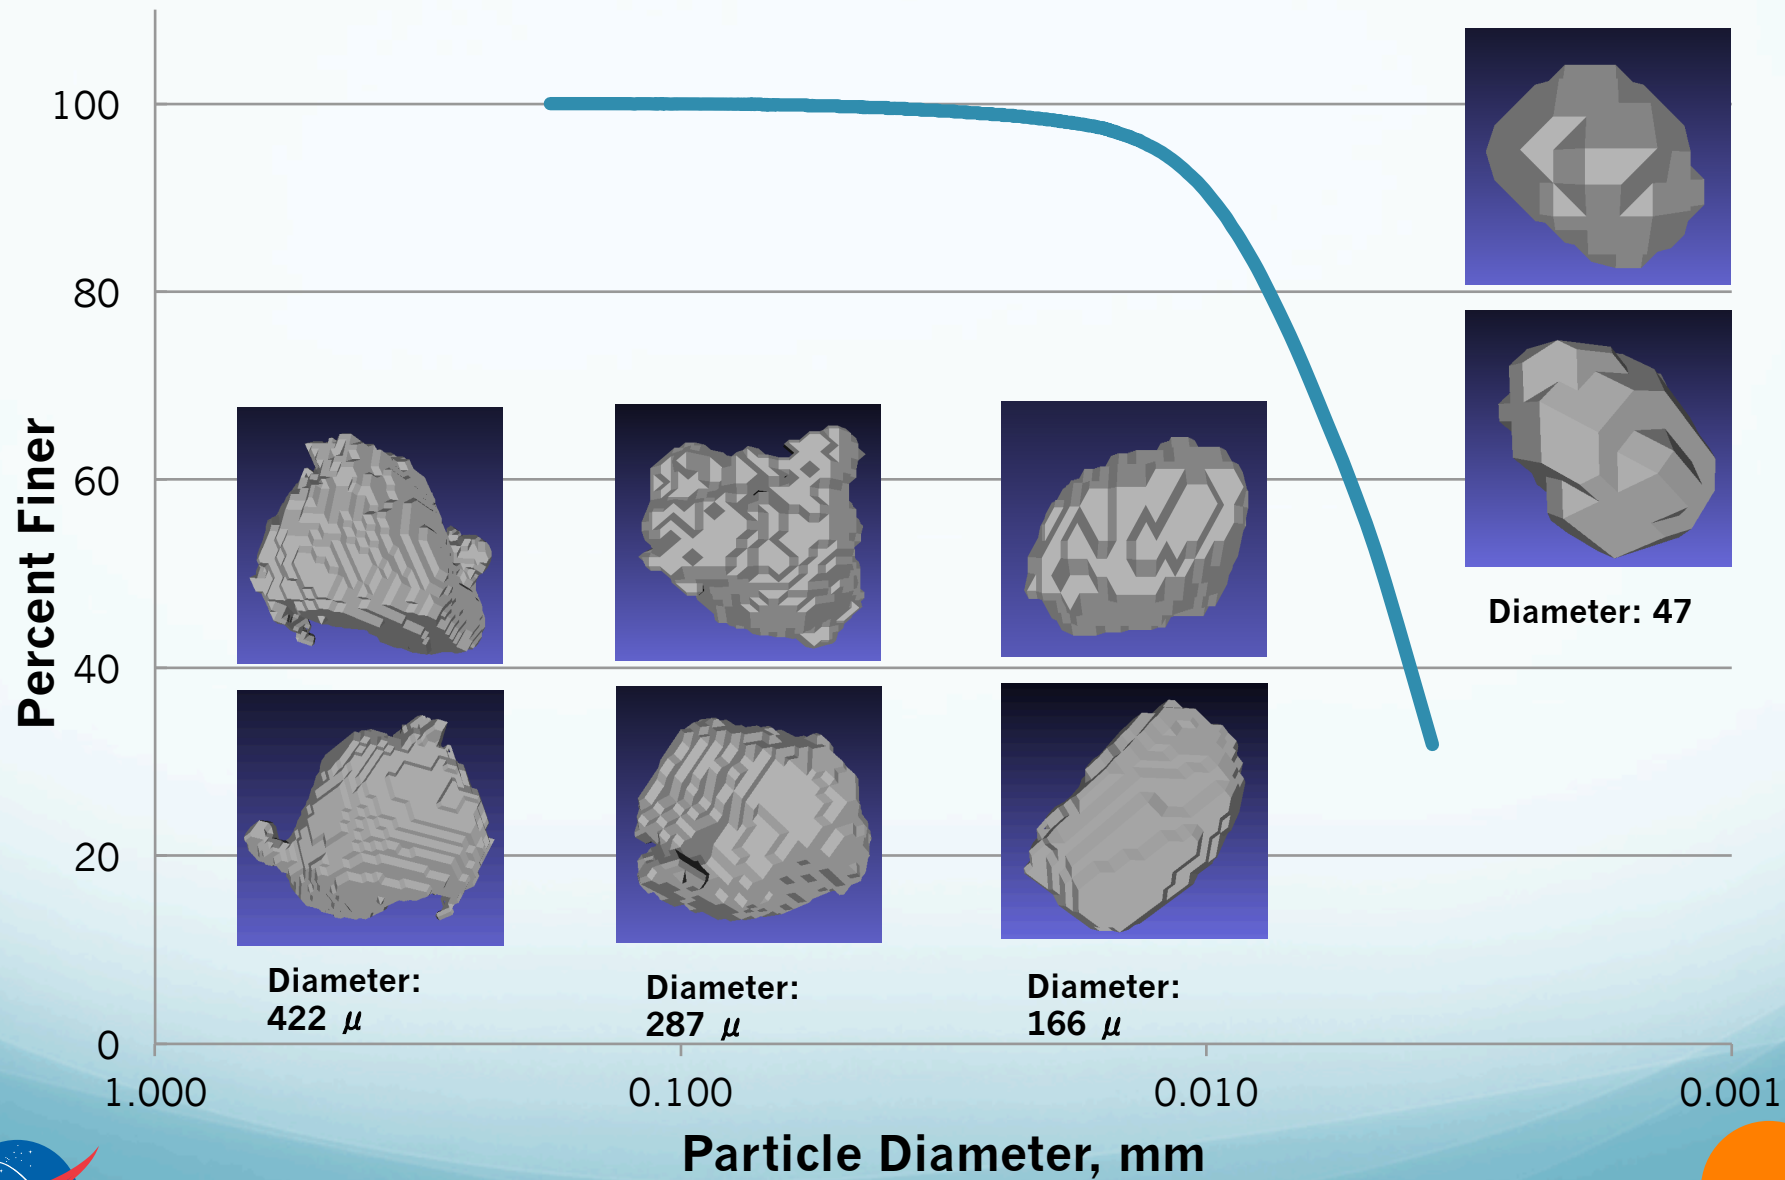 100
80
60
40
20
0
Percent Finer
Diameter: 47
Diameter:
422 μ
Diameter:
287 μ
Diameter:
166 μ
1.000
0.100
0.010
0.001
Particle Diameter, mm